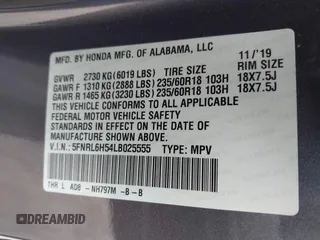 MFD. BY HONDA MFG. OF ALABAMA, LLC 11/'19
GVWR 2730 KG(6019 LBS) TIRE SIZE RIM SIZE
GAWR F 1310 KG(2888 LBS) 235/60R18 103H 18X7.5J
GAWR R 1465 KG(3230 LBS) 235/60R18 103H 18X7.5J
THIS VEHICLE CONFORMS TO ALL APPLICABLE
FEDERAL MOTOR VEHICLE SAFETY STANDARDS IN
EFFECT ON THE DATE OF MANUFACTURE SHOWN ABOVE.
V.I.N.: 5FNRL6H54LB025555 TYPE: MPV
THR L A08 -NH797M -B -B
DREAMBID
DREAMBID.COM